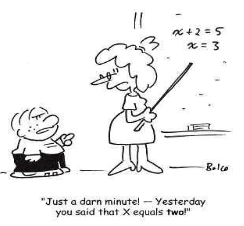 x + 2 = 5
x = 3
Bolco
"Just a darn minute! — Yesterday
you said that X equals two!"